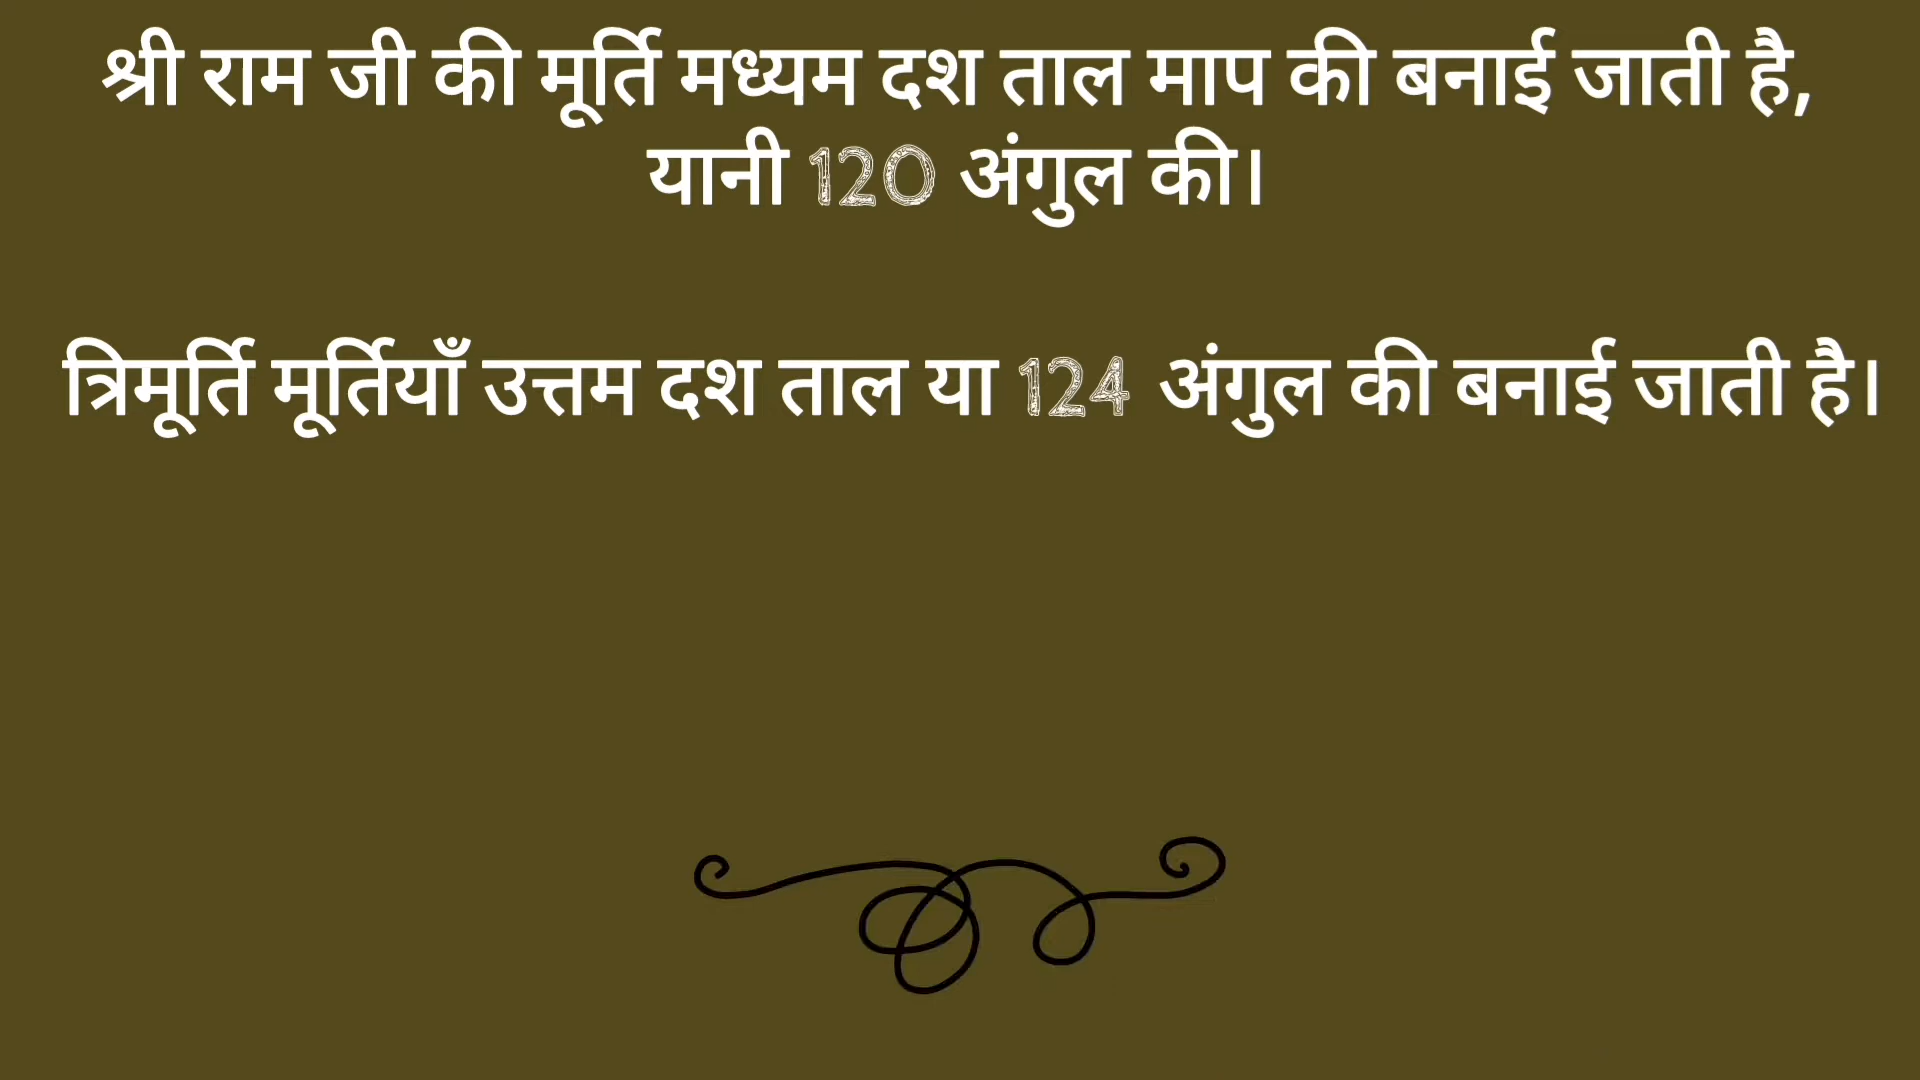 श्री राम जी की मूर्ति मध्यम दश ताल माप की बनाई जाती है,
यानी 120 अंगुल की।
त्रिमूर्ति मूर्तियाँ उत्तम दश ताल या 124 अंगुल की बनाई जाती है।